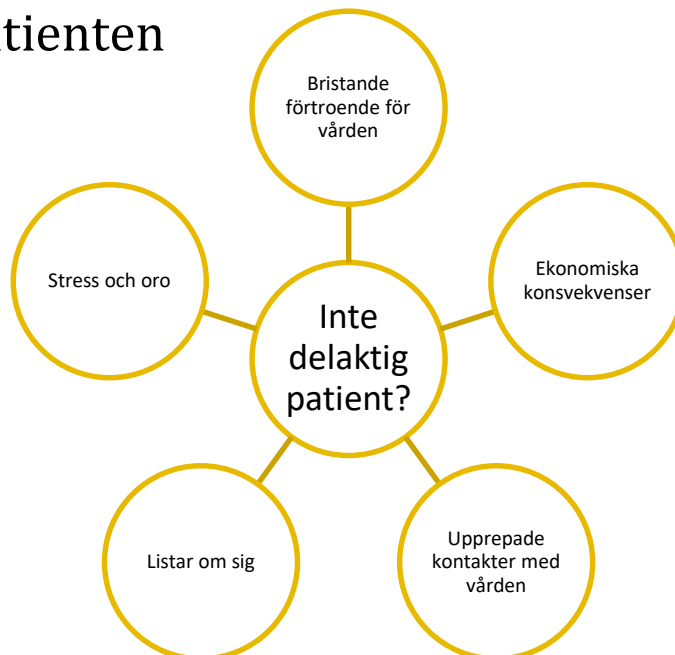 tienten
Bristande
förtroende för
vården
Stress och oro
Ekonomiska
konsvekvenser
Inte
delaktig
patient?
Listar om sig
Upprepade
kontakter med
vården